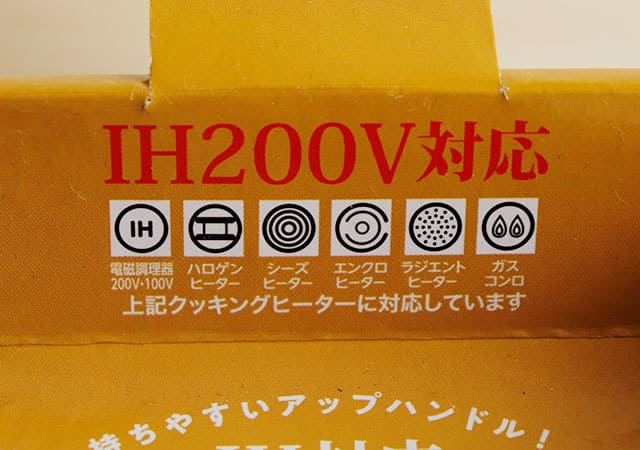 IH200V対応
IH
電磁調理器 ハロゲン シーズ エンクロ ラジエント ガス
200V・100V ヒーター ヒーター ヒーター ヒーター コンロ
上記クッキングヒーターに対応しています
持ちやすいアップハンドル!